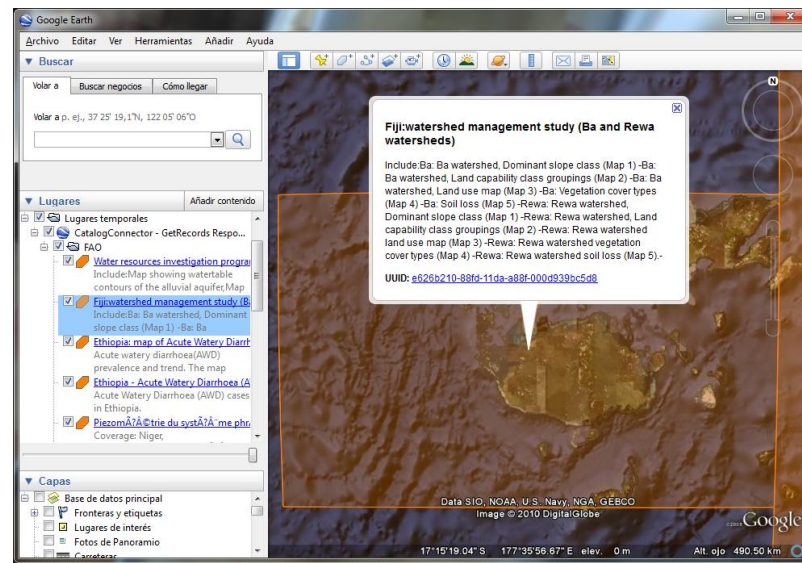 Google Earth
Archivo Editar Ver Herramientas Añadir Ayuda
Buscar
Volar a Buscar negocios Cómo llegar
Volar a p. ej., 37 25' 19,1"N, 122 05' 06"O
Lugares Añadir contenido
Lugares temporales
CatalogConnector - GetRecords Respo...
FAO
Water resources investigation program
Include:Map showing watertable
contours of the alluvial aquifer,Map
Fiji:watershed management study (B
Include:Ba: Ba watershed, Dominant
slope class (Map 1) -Ba: Ba
Ethiopia: map of Acute Watery Diarrh
Acute watery diarrhoea(AWD)
prevalence and trend. The map
Ethiopia - Acute Watery Diarrhoea (A
Acute Watery Diarrhoea (AWD) cases
in Ethiopia.
PiezomÃ?Â©trie du systÃ?Â¨me phr
Coverage: Niger,
Capas
Base de datos principal
Fronteras y etiquetas
Lugares de interés
Fotos de Panoramio
Carreteras
Fiji:watershed management study (Ba and Rewa
watersheds)
Include:Ba: Ba watershed, Dominant slope class (Map 1) -Ba:
Ba watershed, Land capability class groupings (Map 2) -Ba: Ba
watershed, Land use map (Map 3) -Ba: Vegetation cover types
(Map 4) -Ba: Soil loss (Map 5) -Rewa: Rewa watershed,
Dominant slope class (Map 1) -Rewa: Rewa watershed, Land
capability class groupings (Map 2) -Rewa: Rewa watershed
land use map (Map 3) -Rewa: Rewa watershed vegetation
cover types (Map 4) -Rewa: Rewa watershed soil loss (Map 5).-
UUID: e626b210-88fd-11da-a88f-000d939bc5d8
N
Data SIO, NOAA, U.S. Navy, NGA, GEBCO
Image © 2010 DigitalGlobe
©2010 Google
17°15'19.04" S 177°35'56.67" E elev. 0 m Alt. ojo 490.50 km